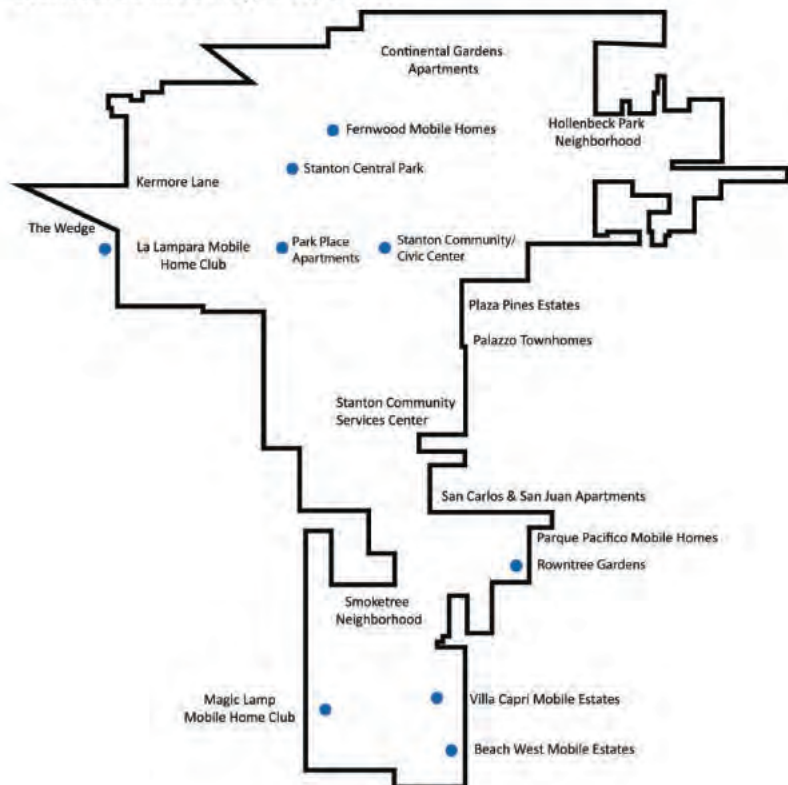 Continental Gardens
Apartments
Fernwood Mobile Homes
Hollenbeck Park
Neighborhood
Stanton Central Park
Kermore Lane
The Wedge
La Lampara Mobile
Home Club
Park Place
Apartments
Stanton Community/
Civic Center
Plaza Pines Estates
Palazzo Townhomes
Stanton Community
Services Center
San Carlos & San Juan Apartments
Parque Pacifico Mobile Homes
Rowntree Gardens
Smoketree
Neighborhood
Magic Lamp
Mobile Home Club
Villa Capri Mobile Estates
Beach West Mobile Estates